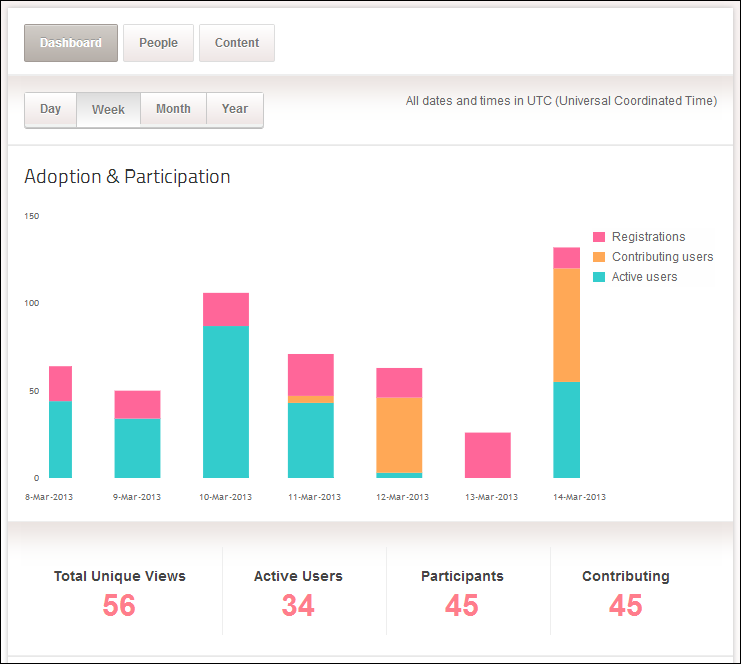 Dashboard People Content
Day Week Month Year
All dates and times in UTC (Universal Coordinated Time)
Adoption & Participation
150
100
50
0
Registrations
Contributing users
Active users
8-Mar-2013 9-Mar-2013 10-Mar-2013 11-Mar-2013 12-Mar-2013 13-Mar-2013 14-Mar-2013
Total Unique Views Active Users Participants Contributing
56 34 45 45